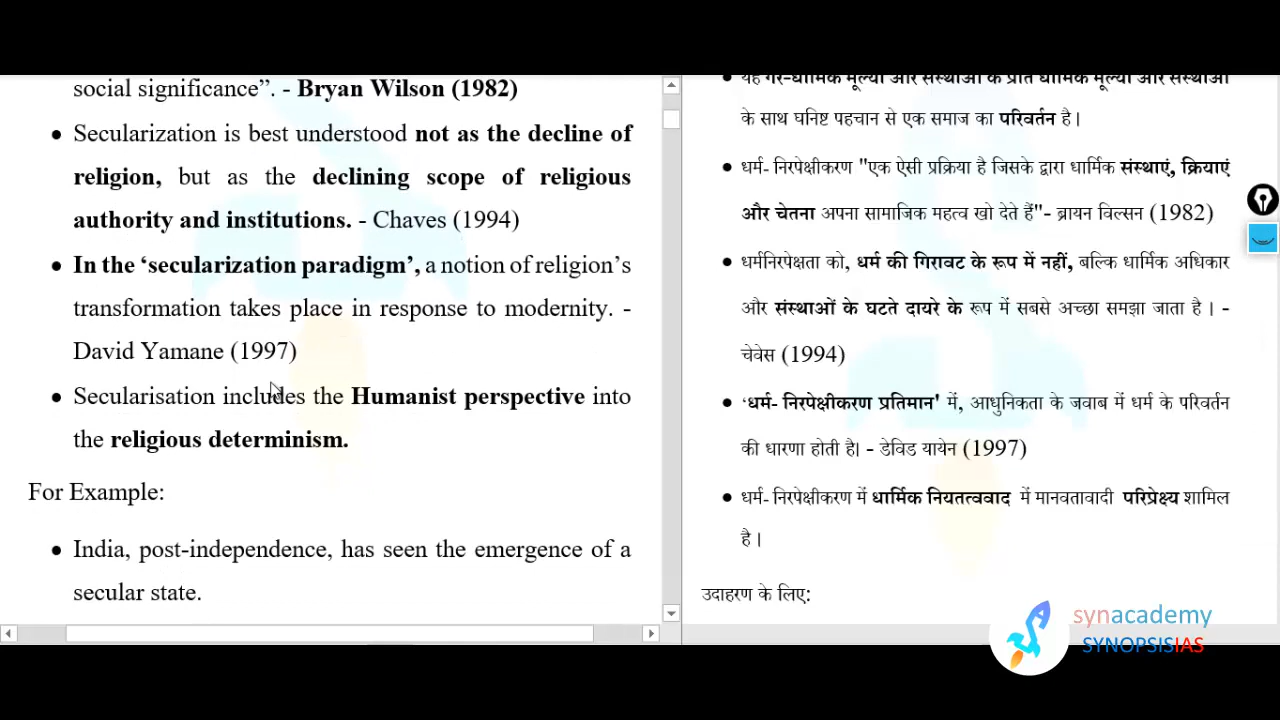 social significance”. - Bryan Wilson (1982)
• Secularization is best understood not as the decline of
religion, but as the declining scope of religious
authority and institutions. - Chaves (1994)
• In the ‘secularization paradigm’, a notion of religion’s
transformation takes place in response to modernity. -
David Yamane (1997)
• Secularisation includes the Humanist perspective into
the religious determinism.
For Example:
• India, post-independence, has seen the emergence of a
secular state.
• यह गैर-धार्मिक मूल्यों और संस्थाओं के प्रति धार्मिक मूल्यों और संस्थाओं
के साथ घनिष्ट पहचान से एक समाज का परिवर्तन है।
• धर्म- निरपेक्षीकरण "एक ऐसी प्रक्रिया है जिसके द्वारा धार्मिक संस्थाएं, क्रियाएं
और चेतना अपना सामाजिक महत्व खो देते हैं"- ब्रायन विल्सन (1982)
• धर्मनिरपेक्षता को, धर्म की गिरावट के रूप में नहीं, बल्कि धार्मिक अधिकार
और संस्थाओं के घटते दायरे के रूप में सबसे अच्छा समझा जाता है। -
चेवेस (1994)
• ‘धर्म- निरपेक्षीकरण प्रतिमान' में, आधुनिकता के जवाब में धर्म के परिवर्तन
की धारणा होती है। - डेविड यायेन (1997)
• धर्म- निरपेक्षीकरण में धार्मिक नियतत्ववाद में मानवतावादी परिप्रेक्ष्य शामिल
है।
उदाहरण के लिए:
synacademy
SYNOPSISIAS